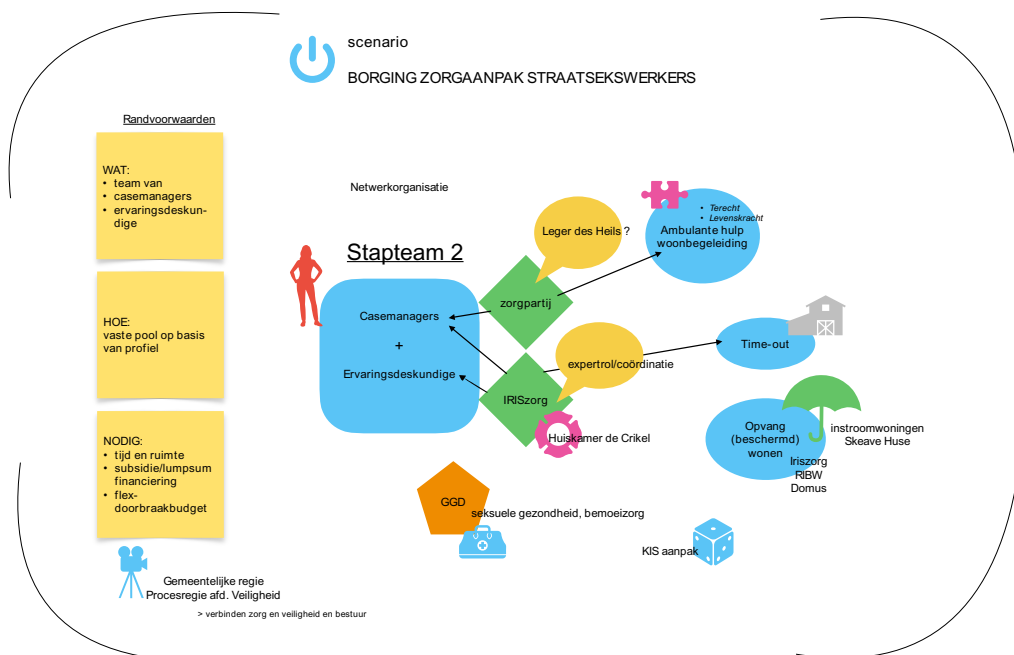 scenario
BORGING ZORGAANPAK STRAATSEKSWERKERS
Randvoorwaarden
WAT:
• team van
• casemanagers
• ervaringsdeskun-
dige
HOE:
vaste pool op basis
van profiel
NODIG:
• tijd en ruimte
• subsidie/lumpsum
financiering
• flex-
doorbraakbudget
Gemeentelijke regie
Procesregie afd. Veiligheid
> verbinden zorg en veiligheid en bestuur
Netwerkorganisatie
Stapteam 2
Casemanagers
+
Ervaringsdeskundige
Leger des Heils ?
zorgpartij
• Terecht
• Levenskracht
Ambulante hulp
woonbegeleiding
expertrol/coördinatie
IRISzorg
Huiskamer de Crikel
Time-out
Opvang
(beschermd)
wonen
instroomwoningen
Skeave Huse
Iriszorg
RIBW
Domus
GGD
seksuele gezondheid, bemoeizorg
KIS aanpak